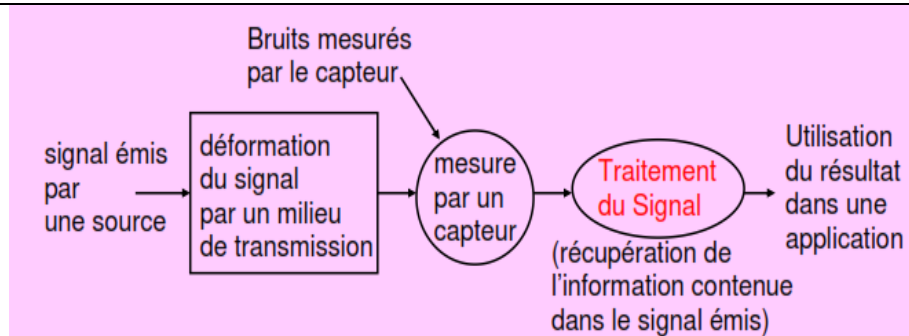 Bruits mesurés
par le capteur
signal émis
par
une source
déformation
du signal
par un milieu
de transmission
mesure
par un
capteur
Traitement
du Signal
(récupération de
l'information contenue
dans le signal émis)
Utilisation
du résultat
dans une
application